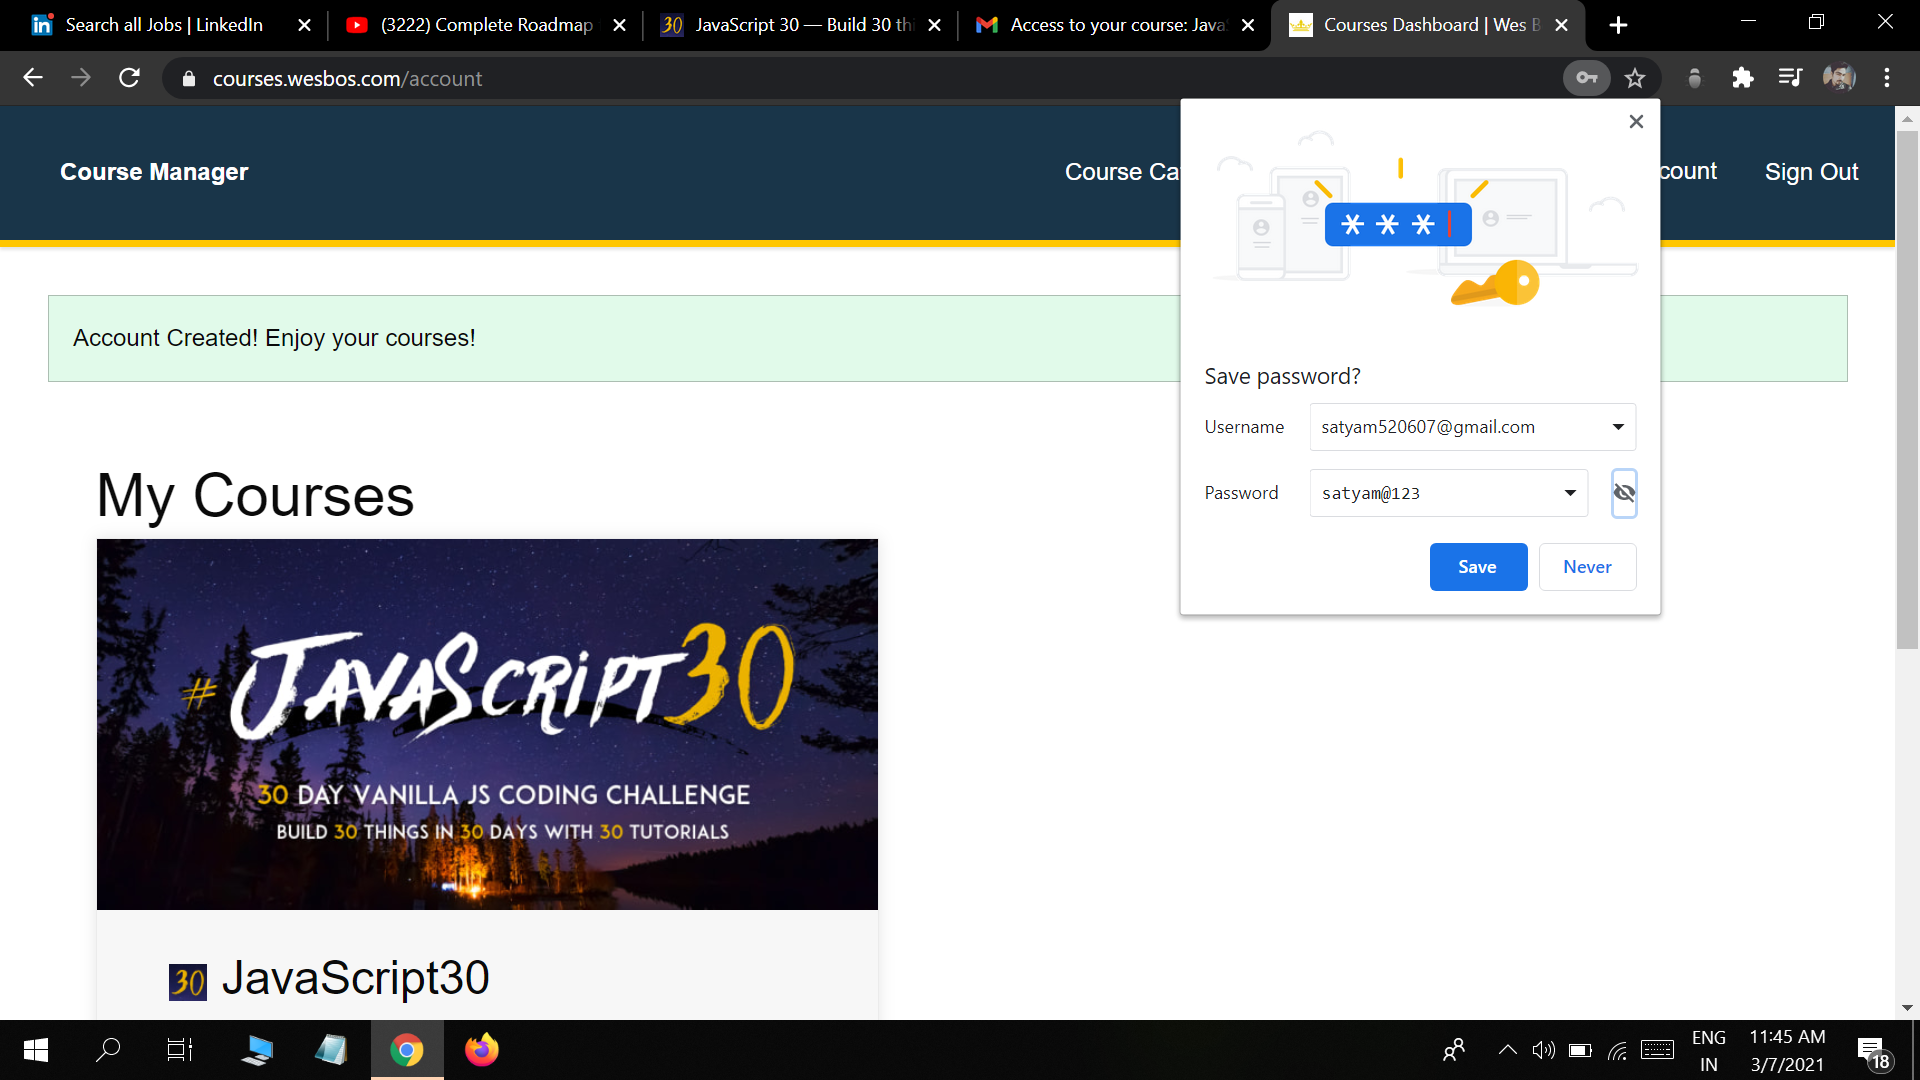 Search all Jobs | LinkedIn
(3222) Complete Roadmap
JavaScript 30 — Build 30 thi
Access to your course: Java
Courses Dashboard | Wes B
courses.wesbos.com/account
Course Manager
Course Ca
count
Sign Out
Account Created! Enjoy your courses!
Save password?
Username
satyam520607@gmail.com
Password
satyam@123
Save
Never
My Courses
#JAVASCRIPT30
30 DAY VANILLA JS CODING CHALLENGE
BUILD 30 THINGS IN 30 DAYS WITH 30 TUTORIALS
30 JavaScript30
ENG
IN
11:45 AM
3/7/2021
18